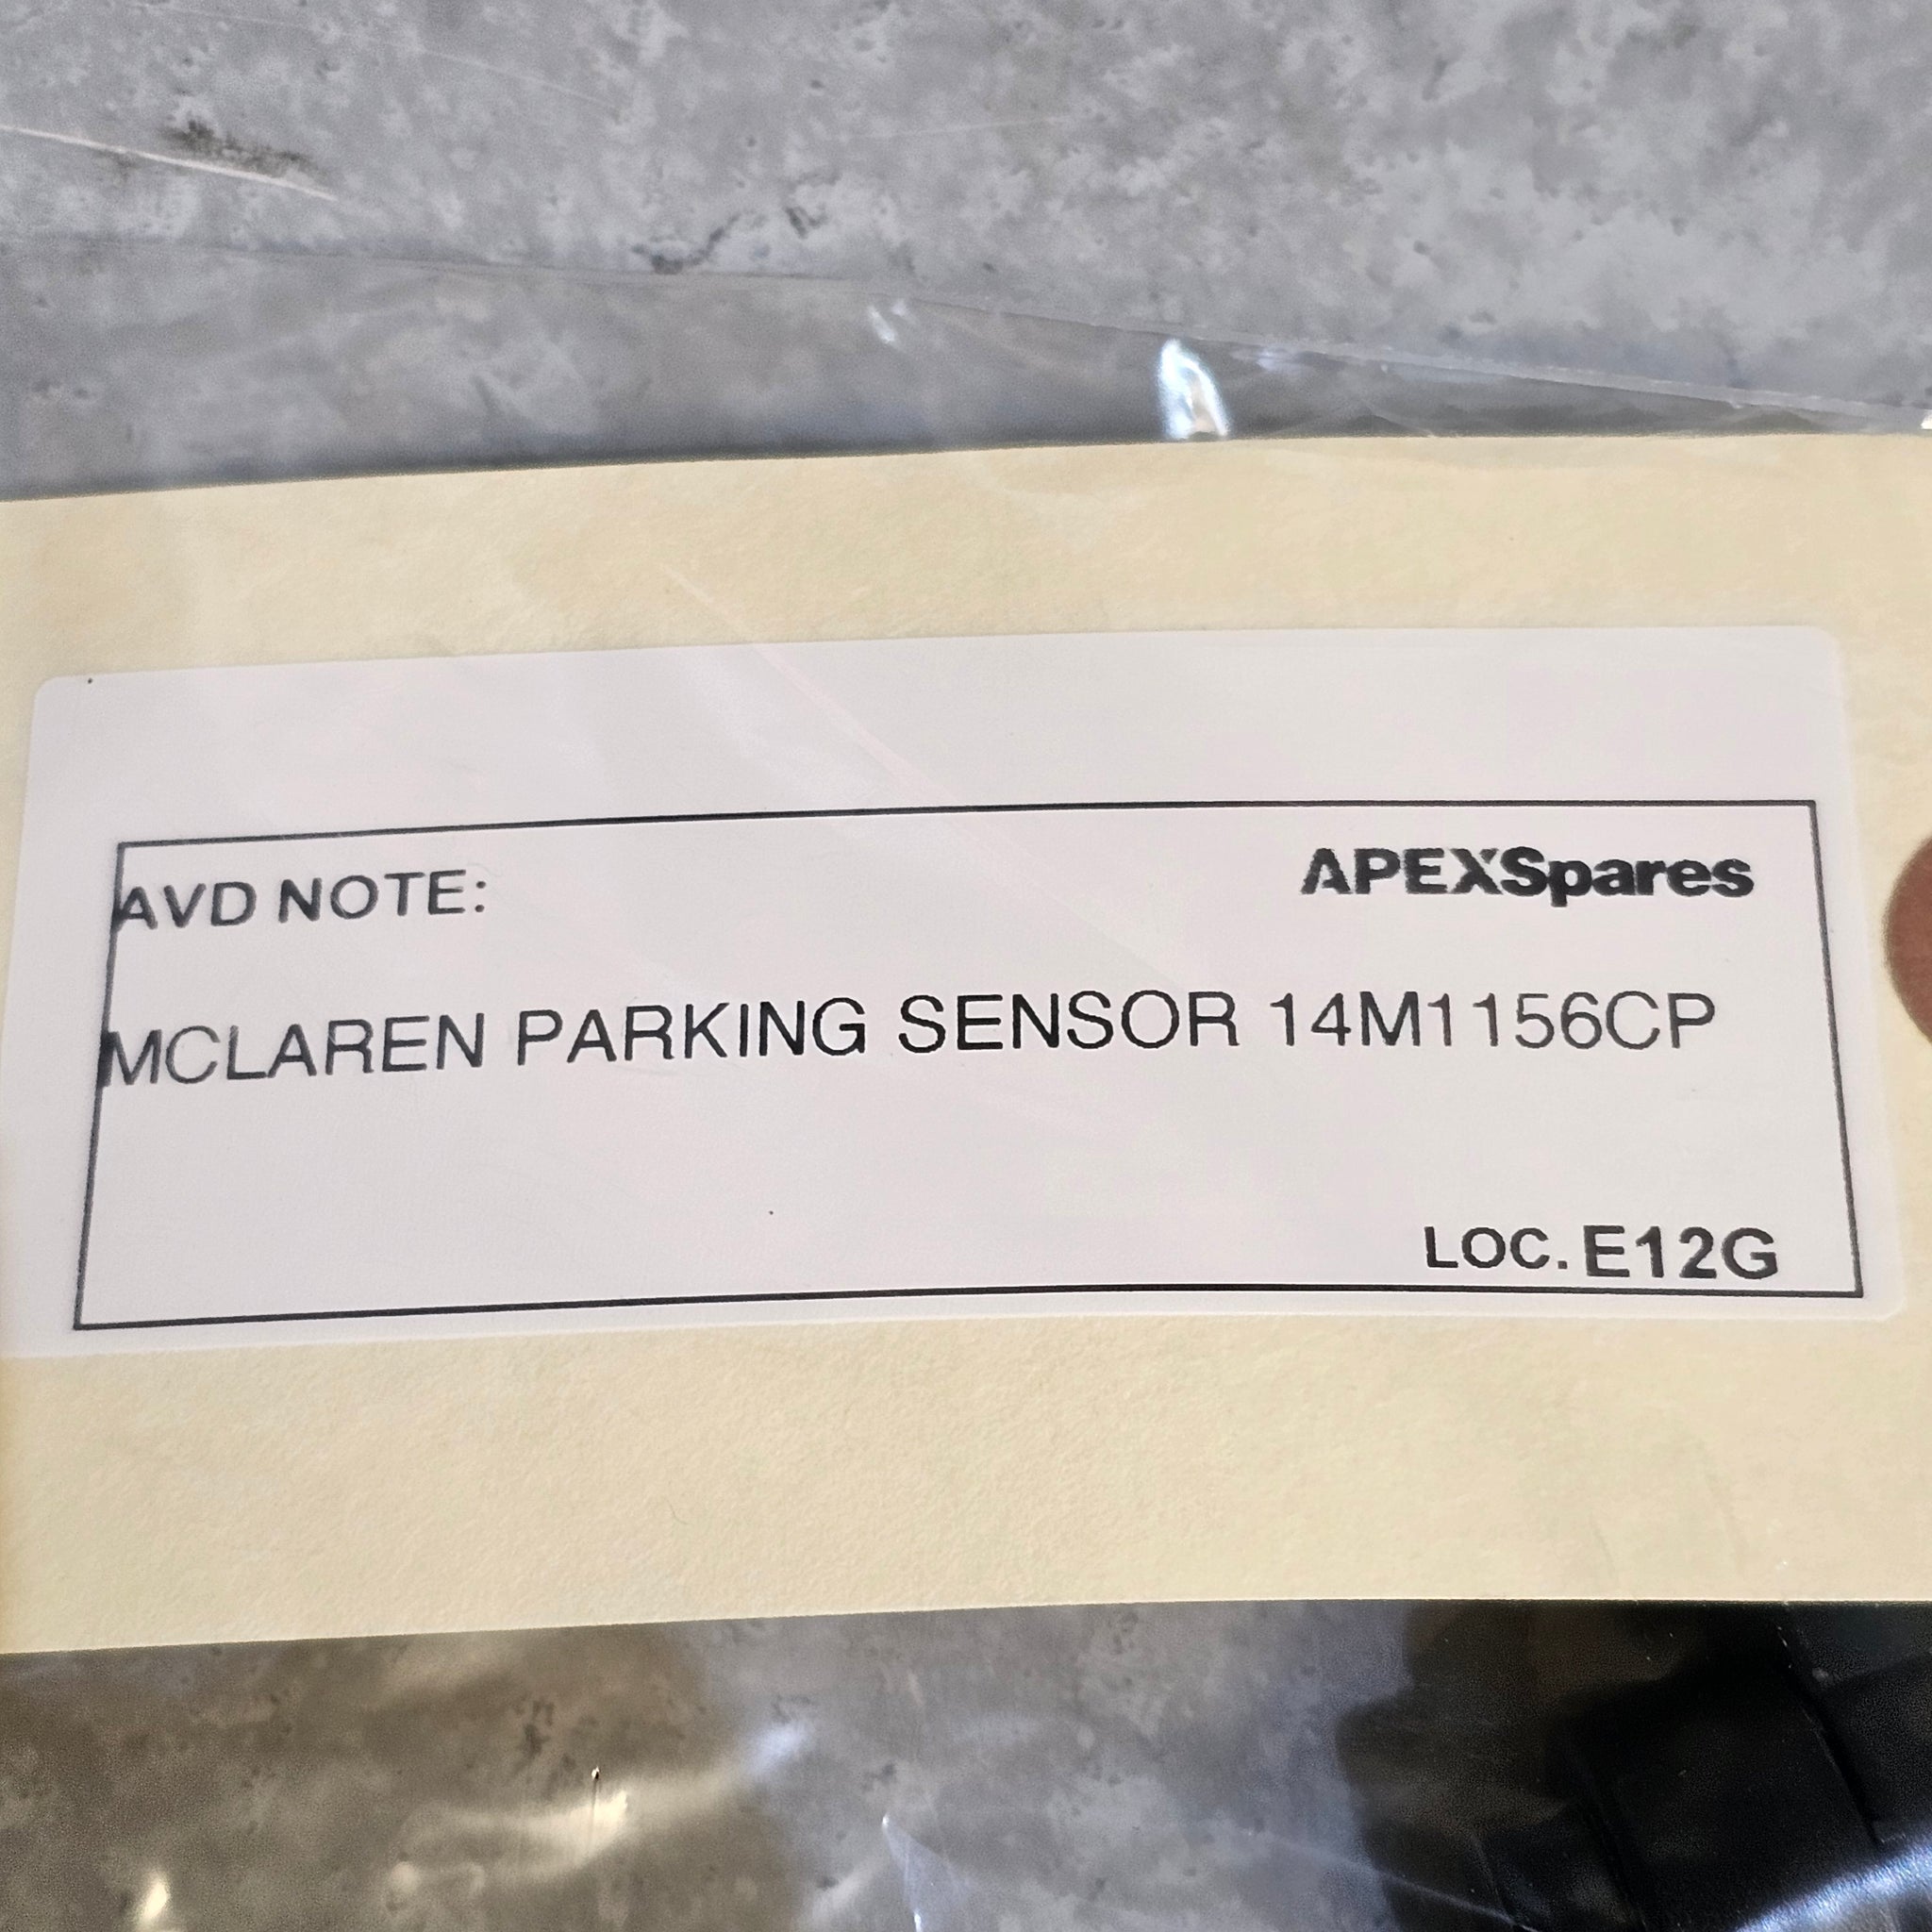 AVD NOTE: APEXSpares
MCLAREN PARKING SENSOR 14M1156CP
LOC. E12G